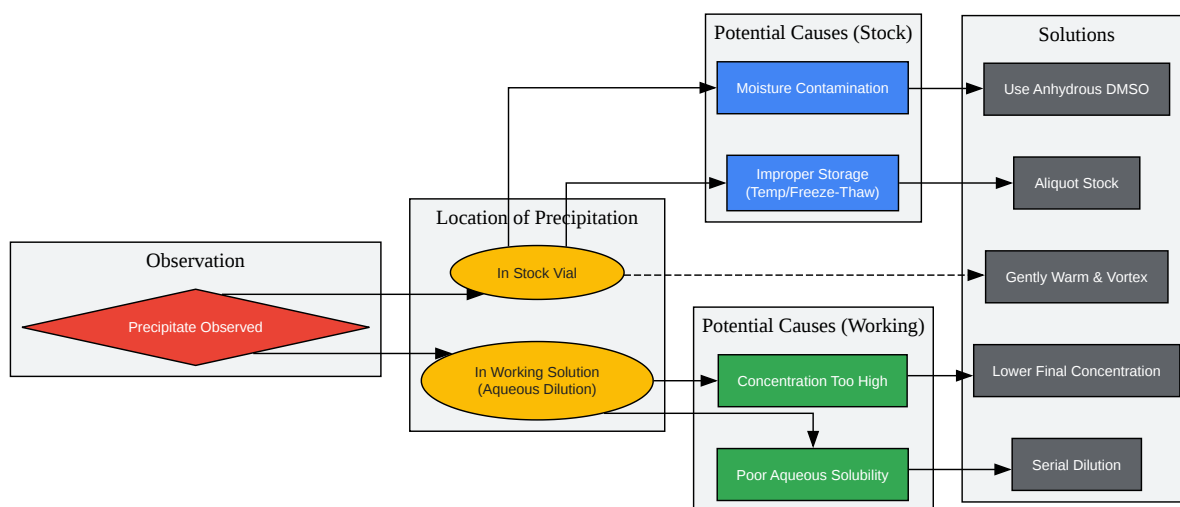 Observation
Precipitate Observed
Location of Precipitation
In Stock Vial
In Working Solution
(Aqueous Dilution)
Potential Causes (Stock)
Moisture Contamination
Improper Storage
(Temp/Freeze-Thaw)
Potential Causes (Working)
Concentration Too High
Poor Aqueous Solubility
Solutions
Use Anhydrous DMSO
Aliquot Stock
Gently Warm & Vortex
Lower Final Concentration
Serial Dilution